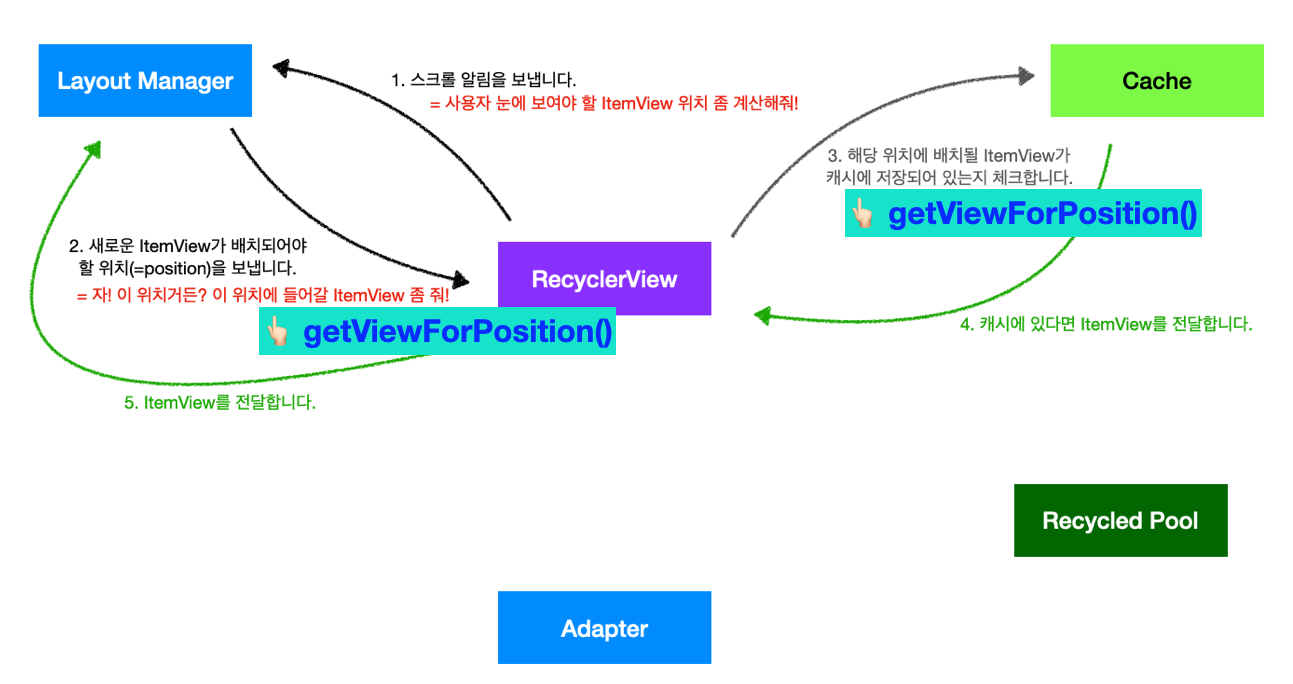 Layout Manager
1. 스크롤 알림을 보냅니다.
= 사용자 눈에 보여야 할 ItemView 위치 좀 계산해줘!
Cache
3. 해당 위치에 배치될 ItemView가
캐시에 저장되어 있는지 체크합니다.
👆🏻 getViewForPosition()
2. 새로운 ItemView가 배치되어야
할 위치(=position)을 보냅니다.
= 자! 이 위치거든? 이 위치에 들어갈 ItemView 좀 줘!
👆🏻 getViewForPosition()
RecyclerView
4. 캐시에 있다면 ItemView를 전달합니다.
5. ItemView를 전달합니다.
Recycled Pool
Adapter